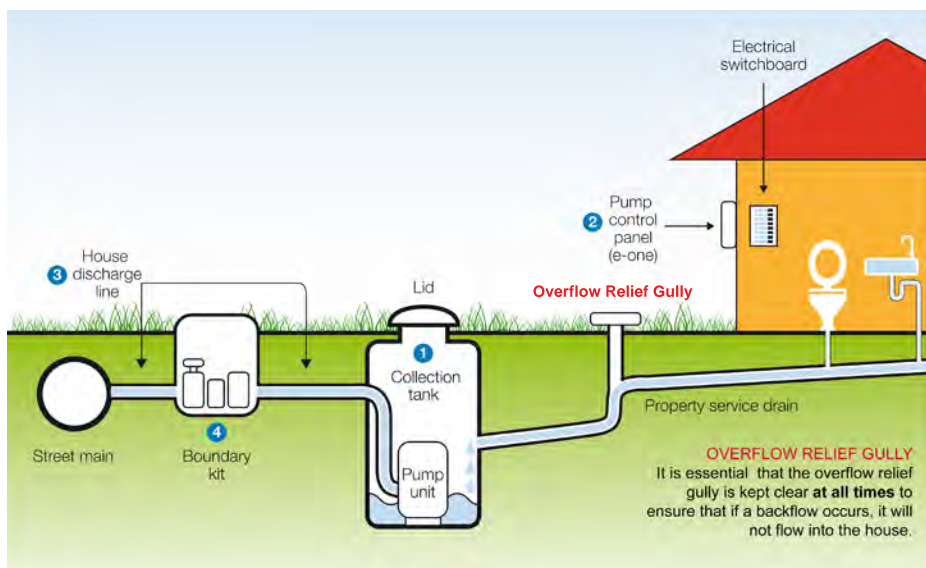 Electrical
switchboard
2
Pump
control
panel
(e-one)
3
House
discharge
line
Lid
Overflow Relief Gully
1
Collection
tank
Property service drain
Street main
4
Boundary
kit
Pump
unit
OVERFLOW RELIEF GULLY
It is essential that the overflow relief
gully is kept clear at all times to
ensure that if a backflow occurs, it will
not flow into the house.